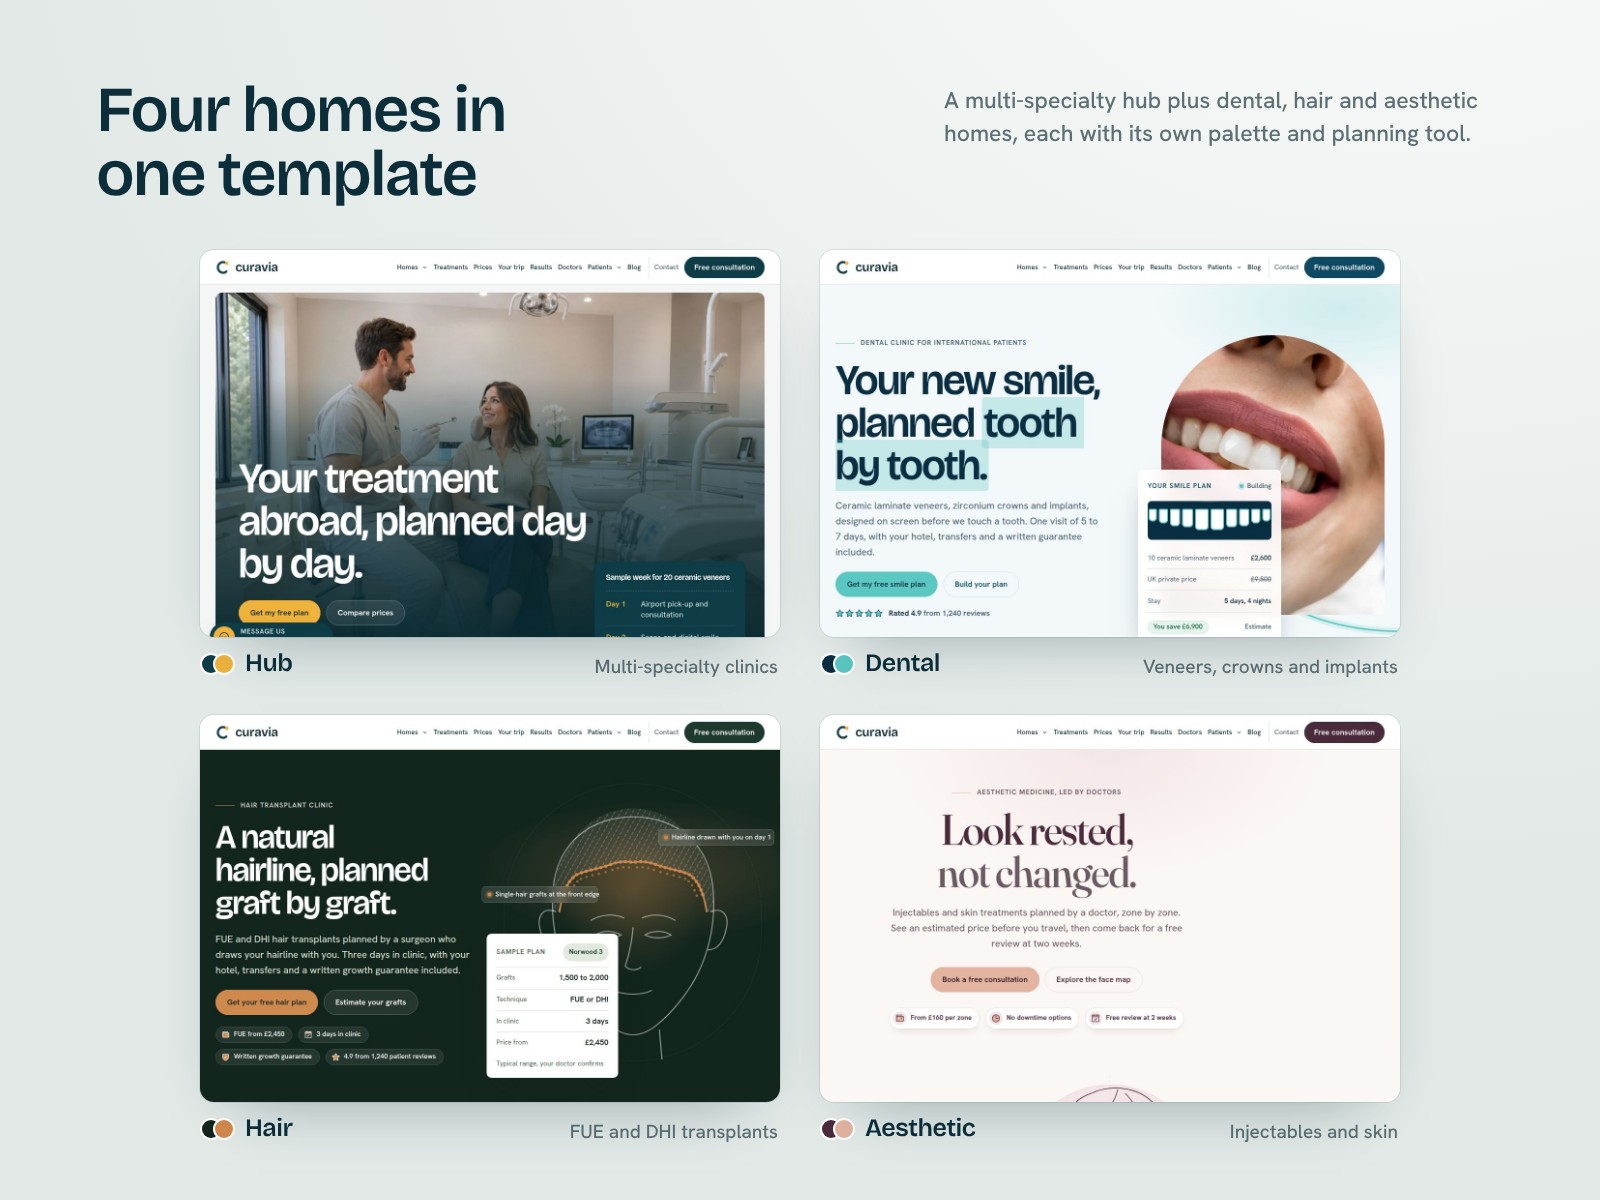 Four homes in
one template
A multi-specialty hub plus dental, hair and aesthetic
homes, each with its own palette and planning tool.
curavia
Homes Treatments Prices Your trip Results Doctors Patients Blog Contact Free consultation
Your treatment
abroad, planned day
by day.
Get my free plan Compare prices
MESSAGE US
Sample week for 20 ceramic veneers
Day 1 Airport pick-up and
consultation
Hub
Multi-specialty clinics
curavia
Homes Treatments Prices Your trip Results Doctors Patients Blog Contact Free consultation
DENTAL CLINIC FOR INTERNATIONAL PATIENTS
Your new smile,
planned tooth
by tooth.
Ceramic laminate veneers, zirconium crowns and implants,
designed on screen before we touch a tooth. One visit of 5 to
7 days, with your hotel, transfers and a written guarantee
included.
Get my free smile plan Build your plan
Rated 4.9 from 1,240 reviews
YOUR SMILE PLAN Building
10 ceramic laminate veneers £2,600
UK private price £9,500
Stay 5 days, 4 nights
You save £6,900 Estimate
Dental
Veneers, crowns and implants
curavia
Homes Treatments Prices Your trip Results Doctors Patients Blog Contact Free consultation
HAIR TRANSPLANT CLINIC
A natural
hairline, planned
graft by graft.
FUE and DHI hair transplants planned by a surgeon who
draws your hairline with you. Three days in clinic, with your
hotel, transfers and a written growth guarantee included.
Get your free hair plan Estimate your grafts
FUE from £2,450 3 days in clinic
Written growth guarantee 4.9 from 1,240 patient reviews
Hairline drawn with you on day 1
Single-hair grafts at the front edge
SAMPLE PLAN Norwood 3
Grafts 1,500 to 2,000
Technique FUE or DHI
In clinic 3 days
Price from £2,450
Typical range, your doctor confirms
Hair
FUE and DHI transplants
curavia
Homes Treatments Prices Your trip Results Doctors Patients Blog Contact Free consultation
AESTHETIC MEDICINE, LED BY DOCTORS
Look rested,
not changed.
Injectables and skin treatments planned by a doctor, zone by zone.
See an estimated price before you travel, then come back for a free
review at two weeks.
Book a free consultation Explore the face map
From £160 per zone No downtime options Free review at 2 weeks
Aesthetic
Injectables and skin